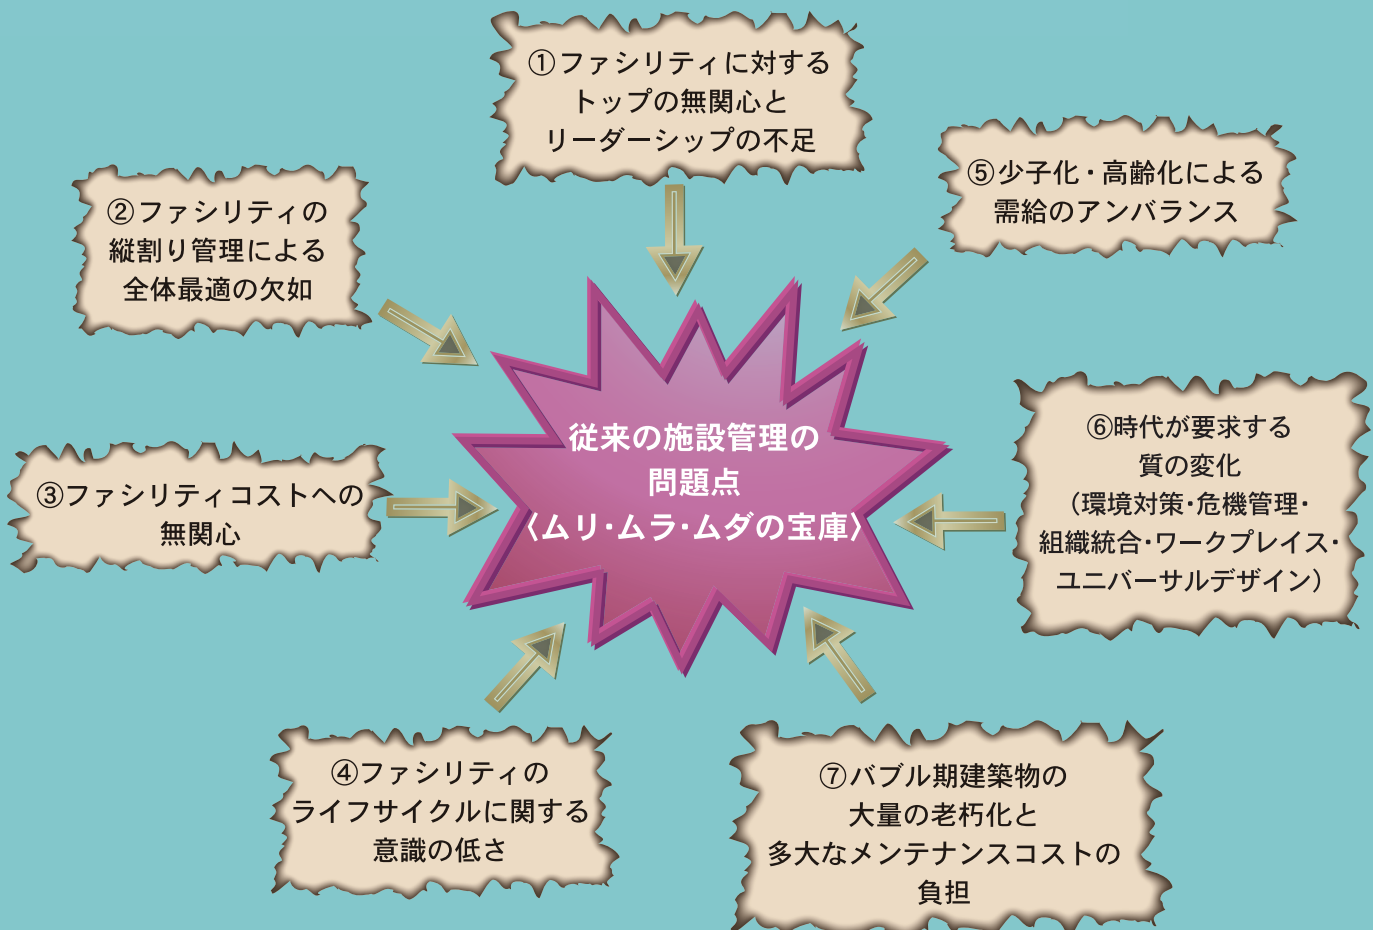 ①ファシリティに対する
トップの無関心と
リーダーシップの不足
②ファシリティの
縦割り管理による
全体最適の欠如
③ファシリティコストへの
無関心
④ファシリティの
ライフサイクルに関する
意識の低さ
⑤少子化・高齢化による
需給のアンバランス
⑥時代が要求する
質の変化
（環境対策・危機管理・
組織統合・ワークプレイス・
ユニバーサルデザイン）
⑦バブル期建築物の
大量の老朽化と
多大なメンテナンスコストの
負担
従来の施設管理の
問題点
〈ムリ・ムラ・ムダの宝庫〉